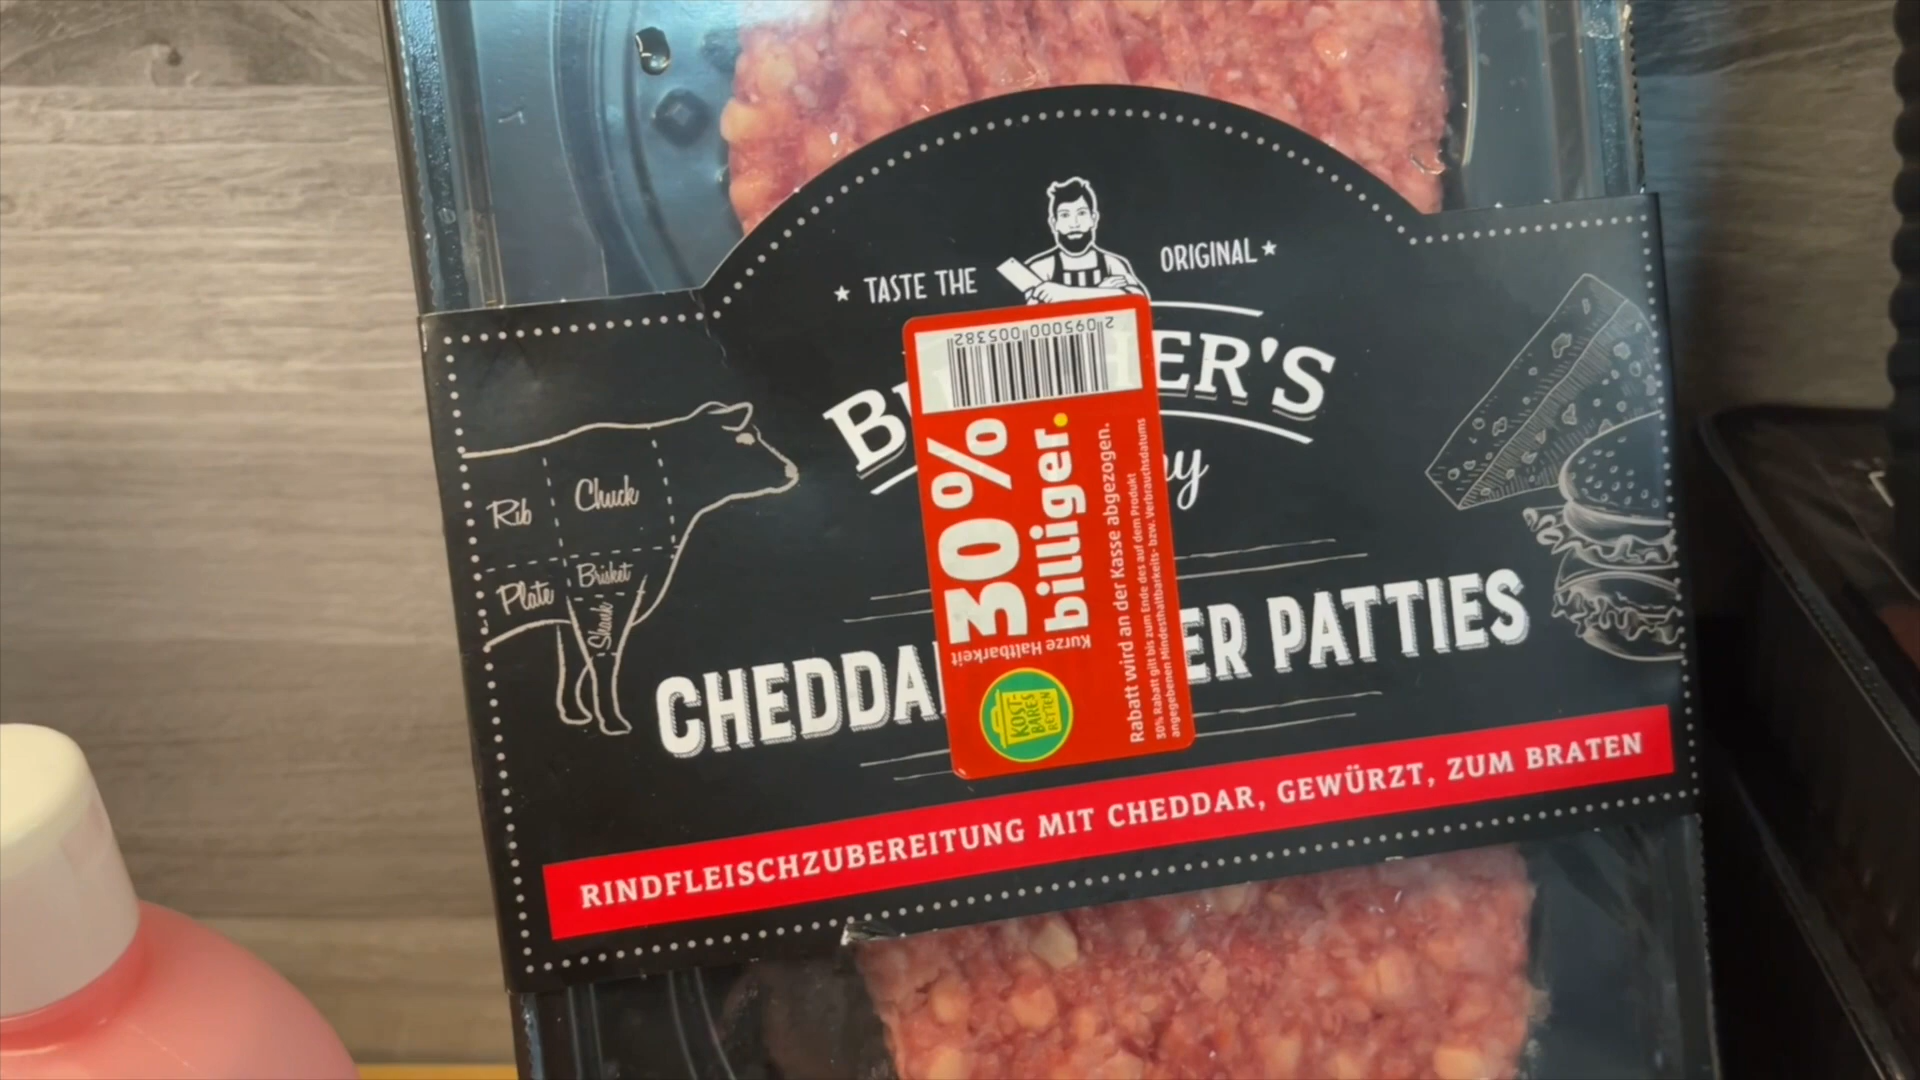 TASTE THE
ORIGINAL
B ER'S
y
Rib
Chuck
Plate
Brisket
Shank
CHEDDA ER PATTIES
RINDFLEISCHZUBEREITUNG MIT CHEDDAR, GEWÜRZT, ZUM BRATEN
2 095000 005382
30%
billiger.
Kurze Haltbarkeit
Rabatt wird an der Kasse abgezogen.
30% Rabatt gilt bis zum Ende des auf dem Produkt
angegebenen Mindesthaltbarkeits- bzw. Verbrauchsdatums
KOST-
BARES
RETTEN